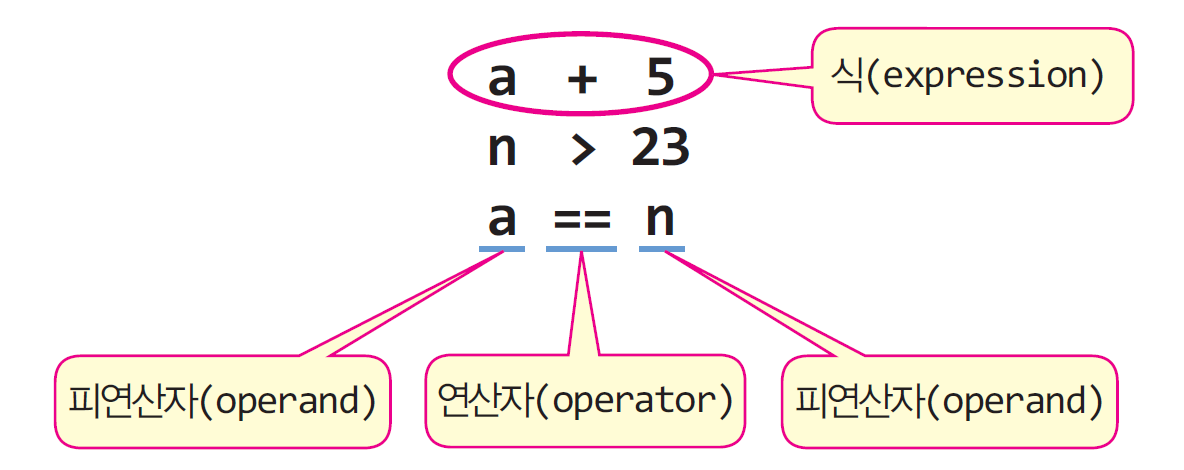 a + 5
식(expression)
n > 23
a == n
피연산자(operand)
연산자(operator)
피연산자(operand)